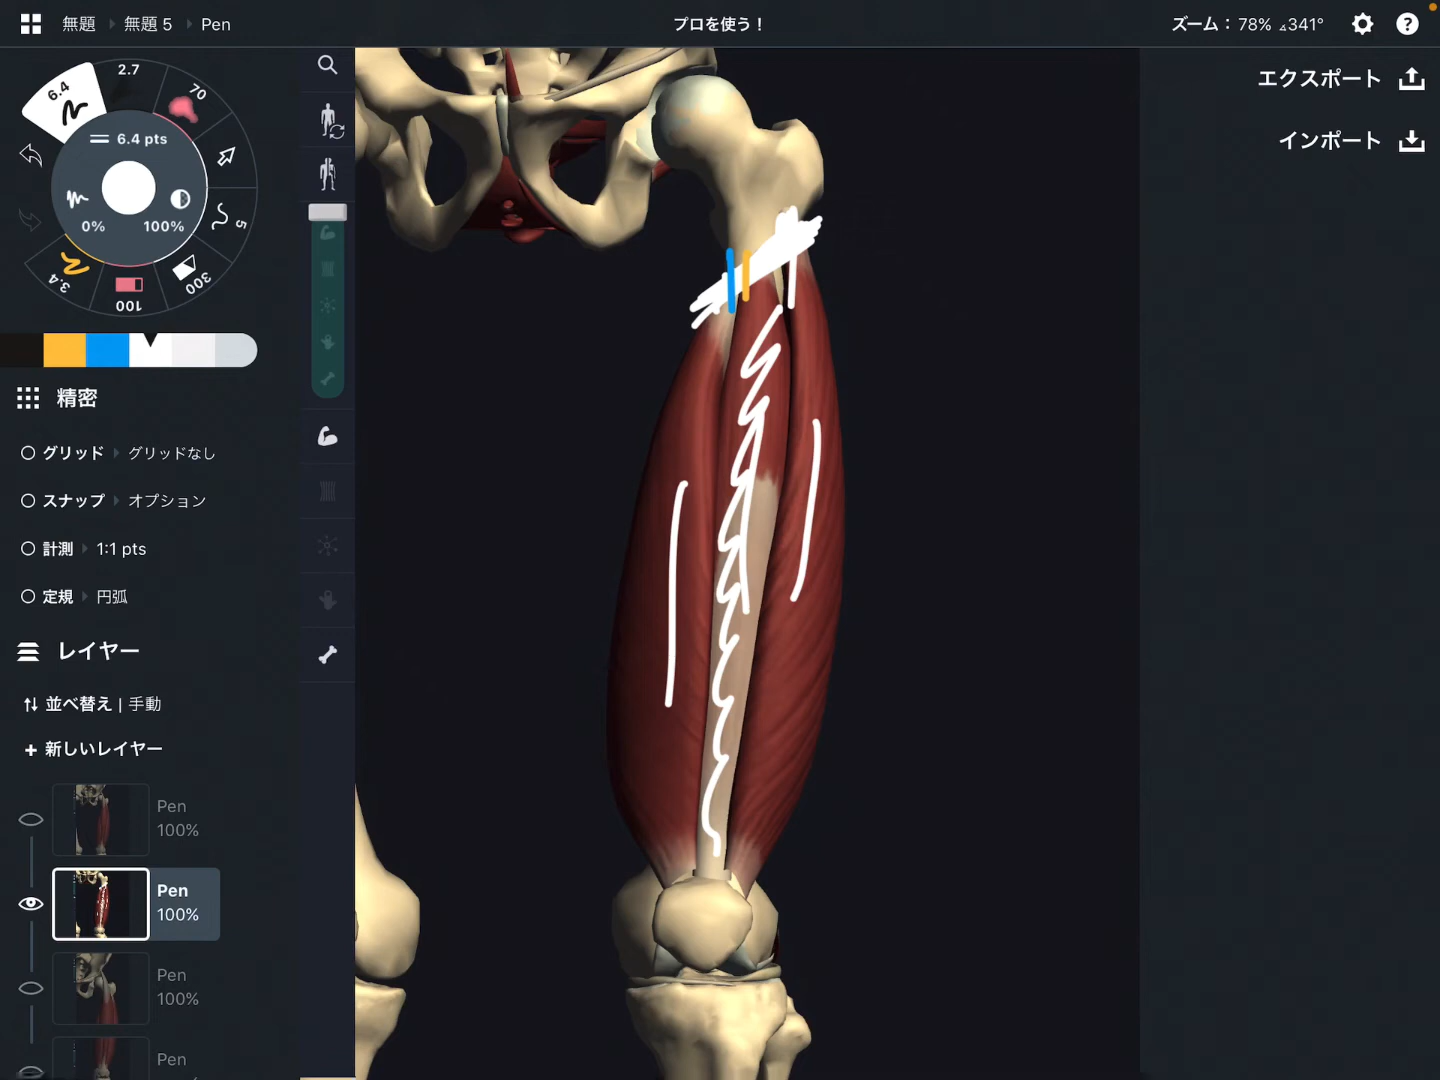 無題 無題 5 Pen
プロを使う!
ズーム: 78% ⦟341°
エクスポート
インポート
2.7
6.4
70
6.4 pts
0%
100%
5
3.4
100
300
精密
グリッド グリッドなし
スナップ オプション
計測 1:1 pts
定規 円弧
レイヤー
並べ替え | 手動
+ 新しいレイヤー
Pen
100%
Pen
100%
Pen
100%
Pen